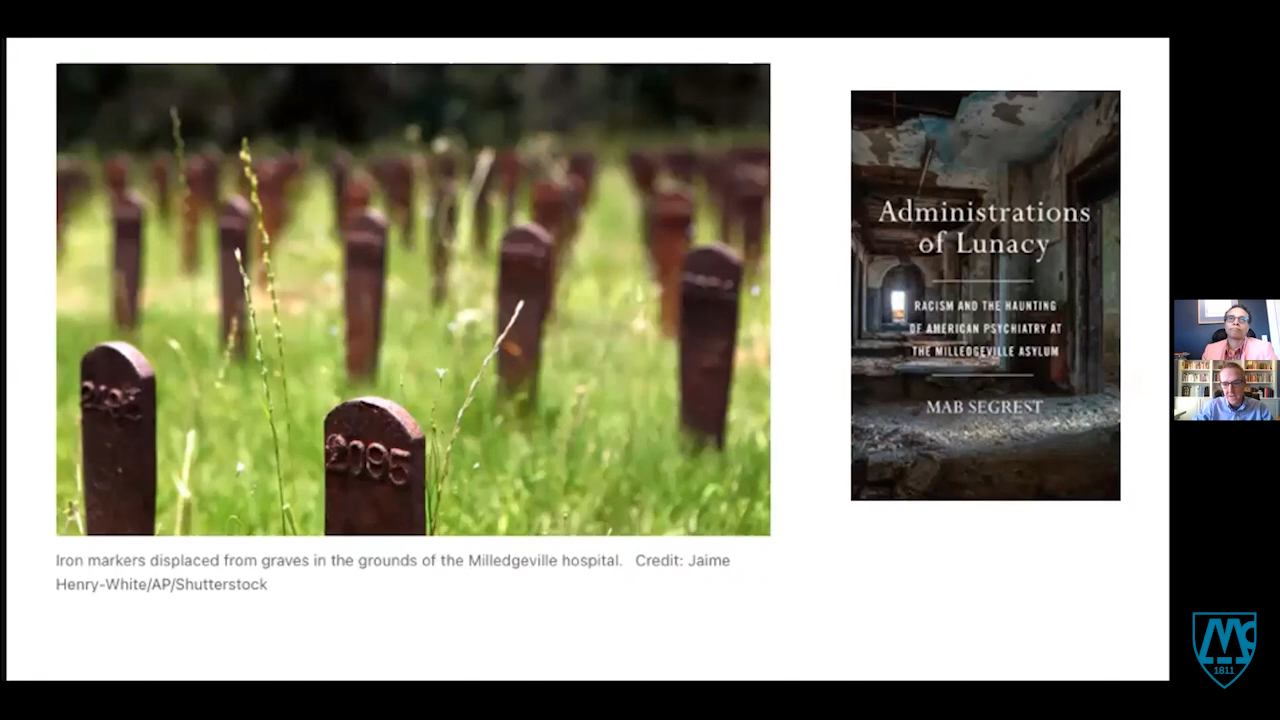 2095
Iron markers displaced from graves in the grounds of the Milledgeville hospital. Credit: Jaime
Henry-White/AP/Shutterstock
Administrations
of Lunacy
RACISM AND THE HAUNTING
OF AMERICAN PSYCHIATRY AT
THE MILLEDGEVILLE ASYLUM
MAB SEGREST
1811